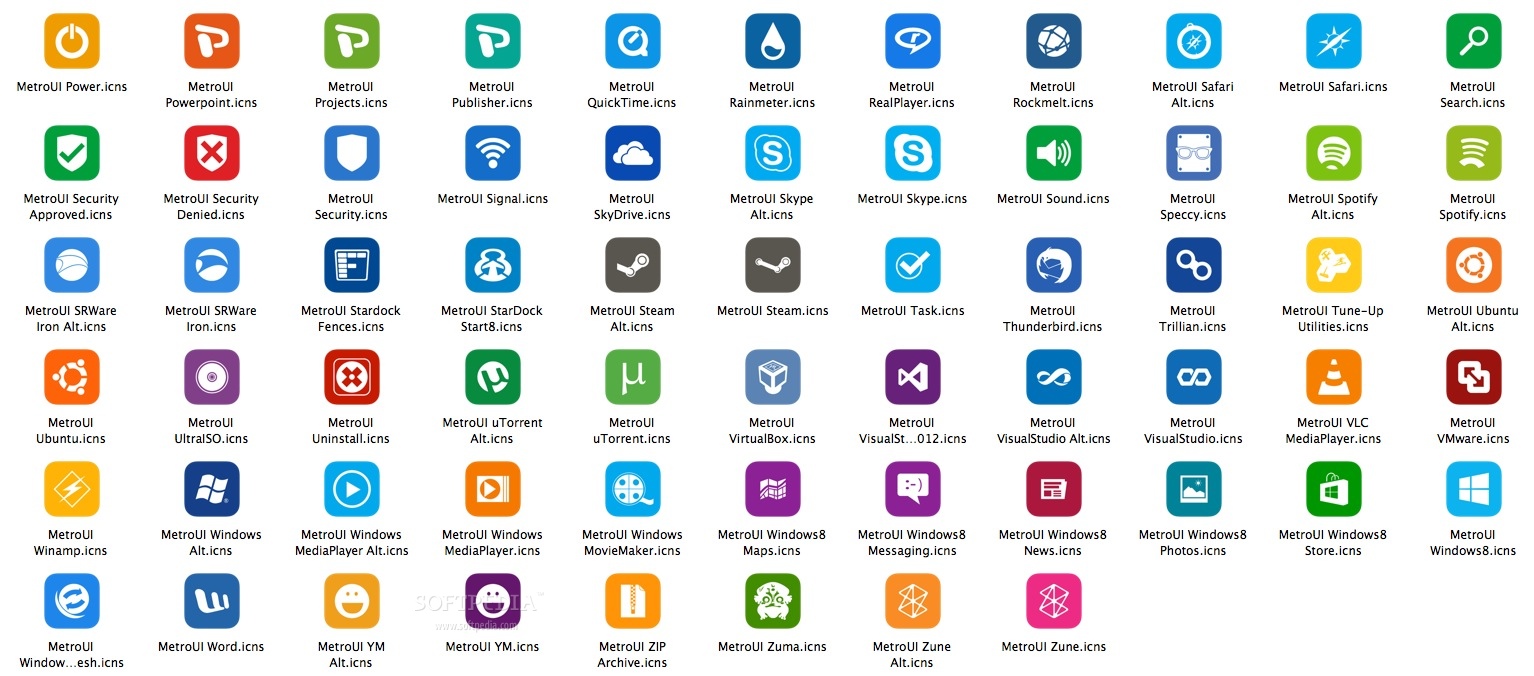 MetroUI Power.icns
MetroUI
Powerpoint.icns
MetroUI
Projects.icns
MetroUI
Publisher.icns
MetroUI
QuickTime.icns
MetroUI
Rainmeter.icns
MetroUI
RealPlayer.icns
MetroUI
Rockmelt.icns
MetroUI Safari
Alt.icns
MetroUI Safari.icns
MetroUI
Search.icns
MetroUI Security
Approved.icns
MetroUI Security
Denied.icns
MetroUI
Security.icns
MetroUI Signal.icns
MetroUI
SkyDrive.icns
MetroUI Skype
Alt.icns
MetroUI Skype.icns
MetroUI Sound.icns
MetroUI
Speccy.icns
MetroUI Spotify
Alt.icns
MetroUI
Spotify.icns
MetroUI SRWare
Iron Alt.icns
MetroUI SRWare
Iron.icns
MetroUI Stardock
Fences.icns
MetroUI StarDock
Start8.icns
MetroUI Steam
Alt.icns
MetroUI Steam.icns
MetroUI Task.icns
MetroUI
Thunderbird.icns
MetroUI
Trillian.icns
MetroUI Tune-Up
Utilities.icns
MetroUI Ubuntu
Alt.icns
MetroUI
Ubuntu.icns
MetroUI
UltraISO.icns
MetroUI
Uninstall.icns
MetroUI uTorrent
Alt.icns
µ
MetroUI
uTorrent.icns
MetroUI
VirtualBox.icns
MetroUI
VisualSt...012.icns
MetroUI
VisualStudio Alt.icns
MetroUI
VisualStudio.icns
MetroUI VLC
MediaPlayer.icns
MetroUI
VMware.icns
MetroUI
Winamp.icns
MetroUI Windows
Alt.icns
MetroUI Windows
MediaPlayer Alt.icns
MetroUI Windows
MediaPlayer.icns
MetroUI Windows
MovieMaker.icns
MetroUI Windows8
Maps.icns
:-)
MetroUI Windows8
Messaging.icns
MetroUI Windows8
News.icns
MetroUI Windows8
Photos.icns
MetroUI Windows8
Store.icns
MetroUI
Windows8.icns
MetroUI
Window...esh.icns
MetroUI Word.icns
MetroUI YM
Alt.icns
SOFTPEDIA™
www.softpedia.com
MetroUI YM.icns
MetroUI ZIP
Archive.icns
MetroUI Zuma.icns
MetroUI Zune
Alt.icns
MetroUI Zune.icns